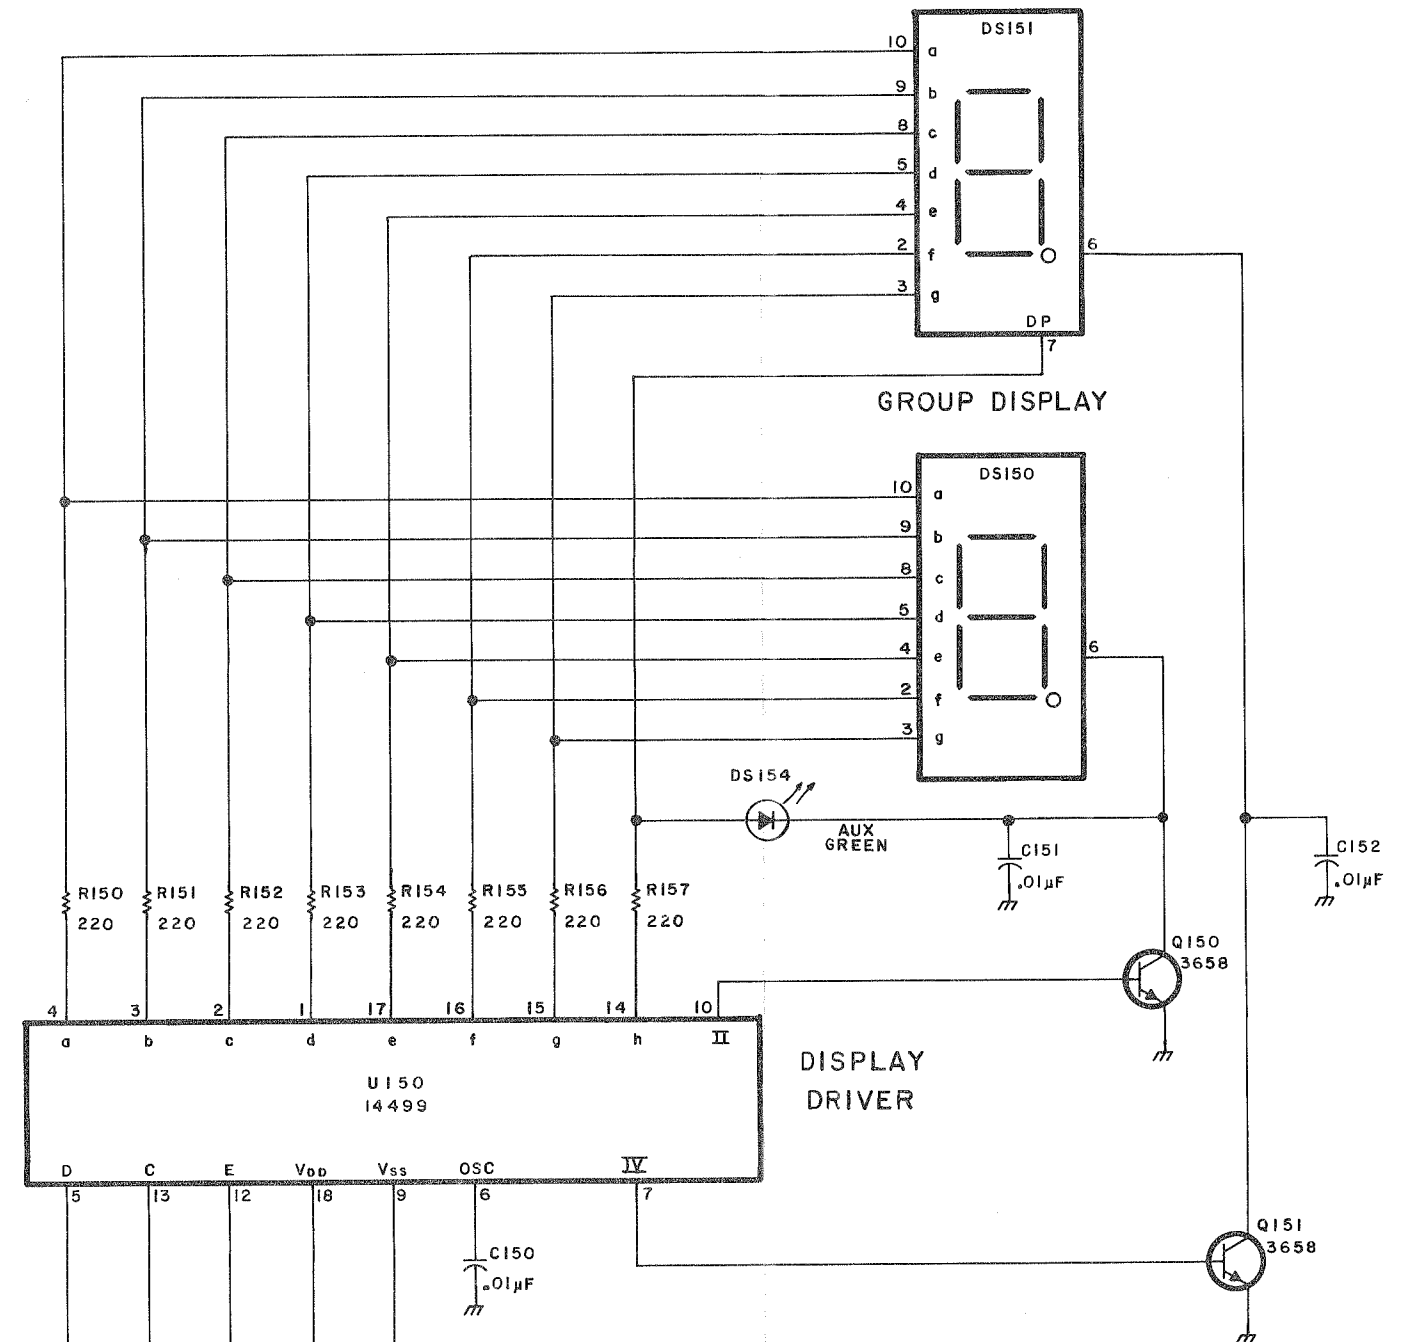 DS151
10 a
9 b
8 c
5 d
4 e
2 f
3 g
6
DP
7
GROUP DISPLAY
DS150
10 a
9 b
8 c
5 d
4 e
2 f
3 g
6
DS154
AUX
GREEN
C151
.01µF
C152
.01µF
R150 R151 R152 R153 R154 R155 R156 R157
220 220 220 220 220 220 220 220
Q150
3658
4 3 2 1 17 16 15 14 10
a b c d e f g h II
U150
14499
DISPLAY
DRIVER
D C E VDD VSS OSC IV
5 13 12 18 9 6 7
C150
.01µF
Q151
3658